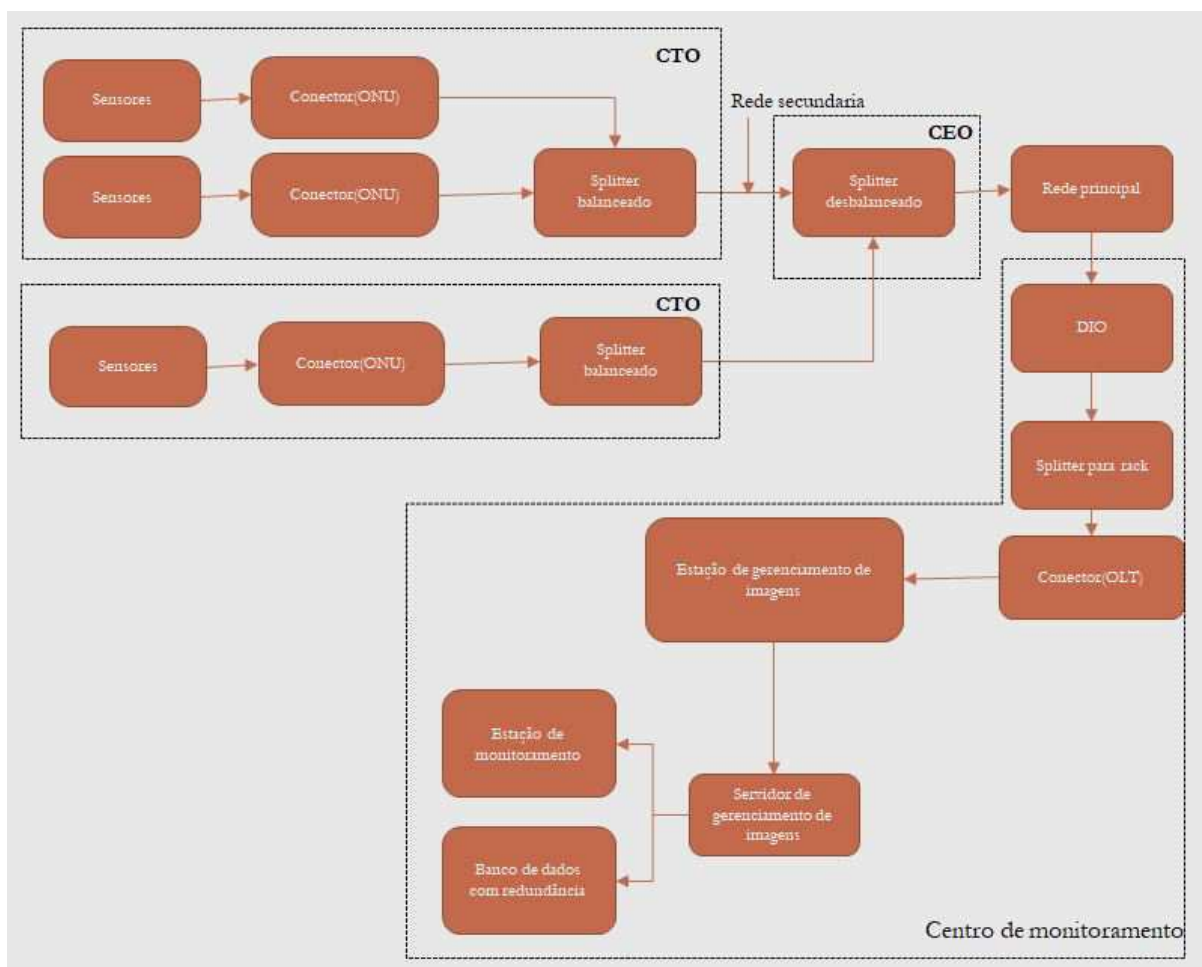 CTO
Sensores
Conector(ONU)
Sensores
Conector(ONU)
Splitter
balanceado
Rede secundaria
CEO
Splitter
desbalanceado
Rede principal
CTO
Sensores
Conector(ONU)
Splitter
balanceado
DIO
Splitter para rack
Conector(OLT)
Estação de gerenciamento de
imagens
Estação de
monitoramento
Servidor de
gerenciamento de
imagens
Banco de dados
com redundância
Centro de monitoramento